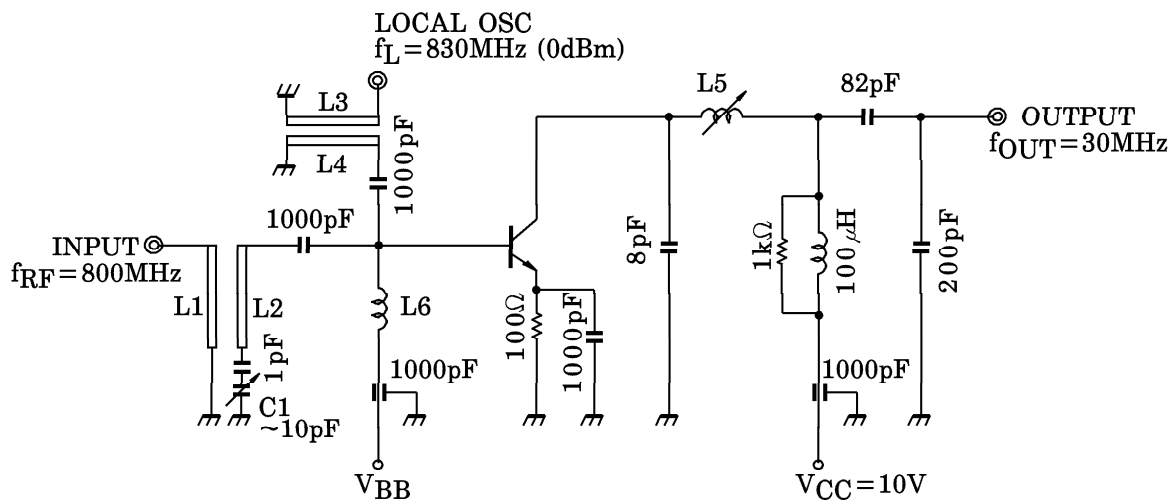 LOCAL OSC
fL=830MHz (0dBm)
L3
L4
1000pF
1000pF
INPUT
fRF=800MHz
L1
L2
1pF
C1
~10pF
L6
1000pF
VBB
100Ω
1000pF
L5
8pF
82pF
OUTPUT
fOUT=30MHz
1kΩ
100μH
200pF
1000pF
VCC=10V